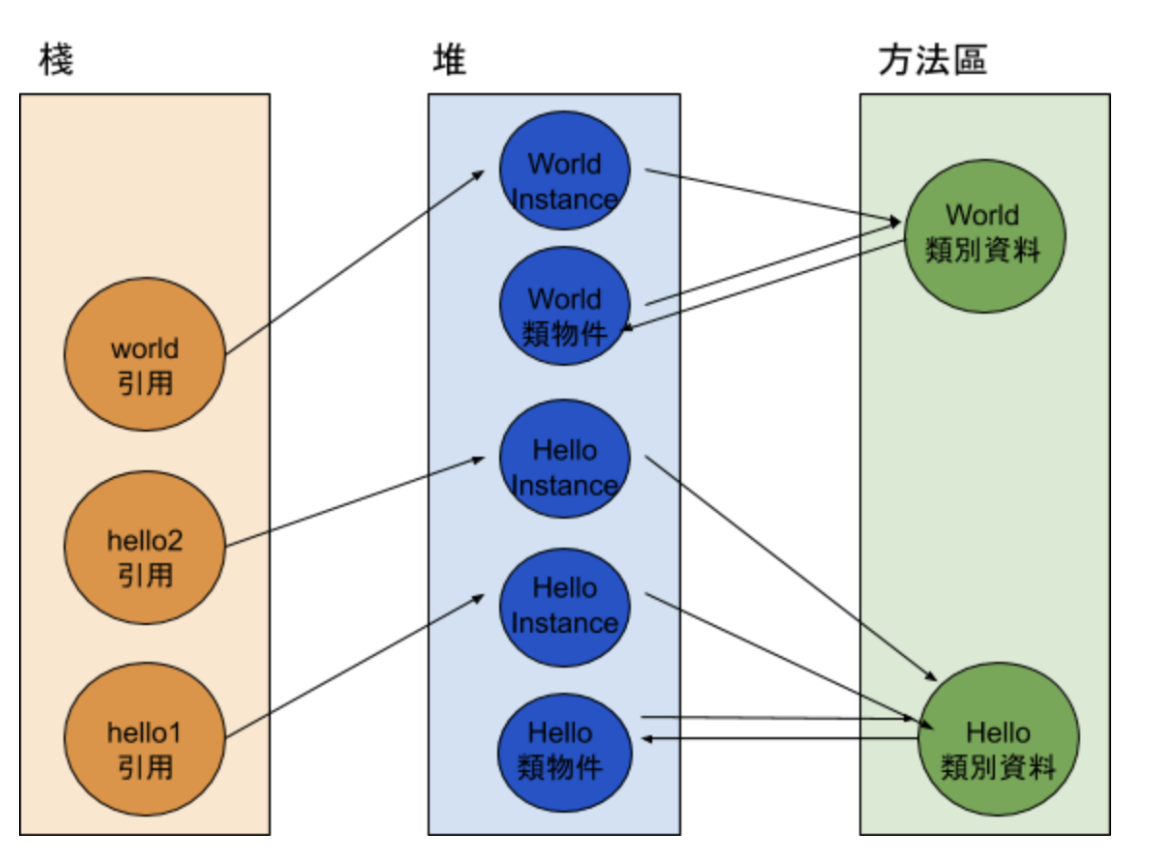 棧
堆
方法區
world
引用
hello2
引用
hello1
引用
World
Instance
World
類物件
Hello
Instance
Hello
Instance
Hello
類物件
World
類別資料
Hello
類別資料